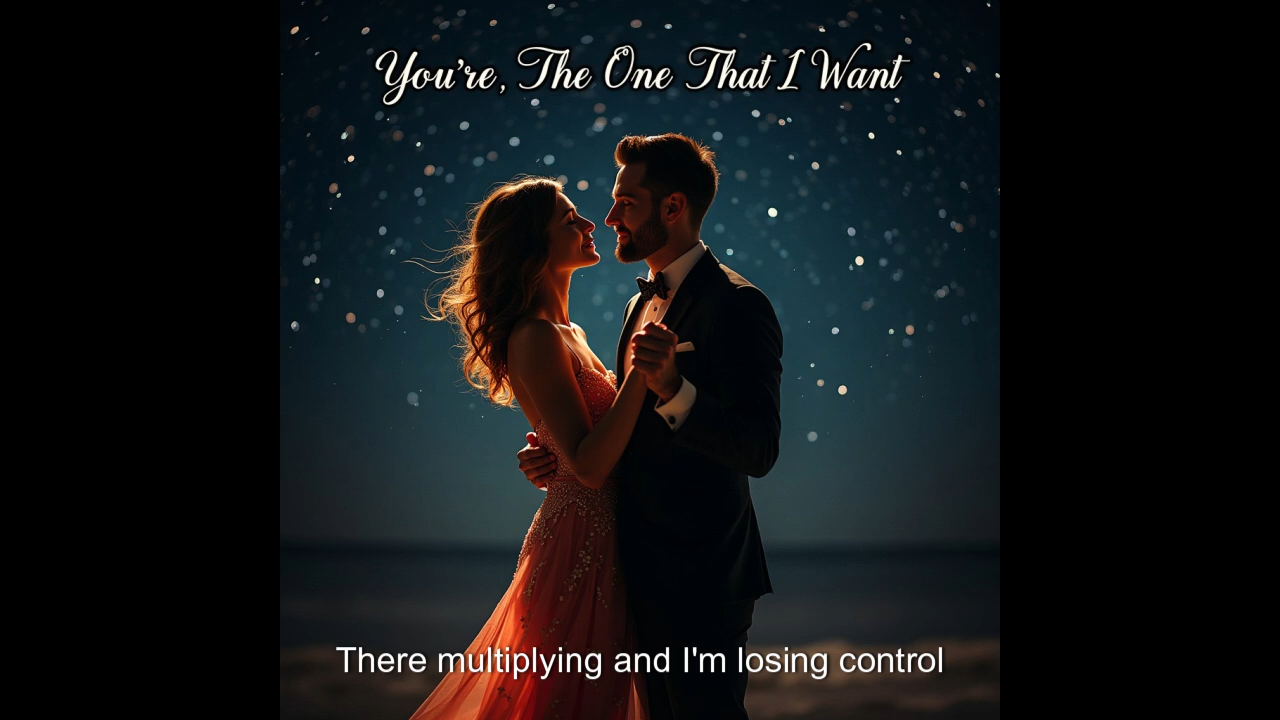 You're, The One That I Want
There multiplying and I'm losing control